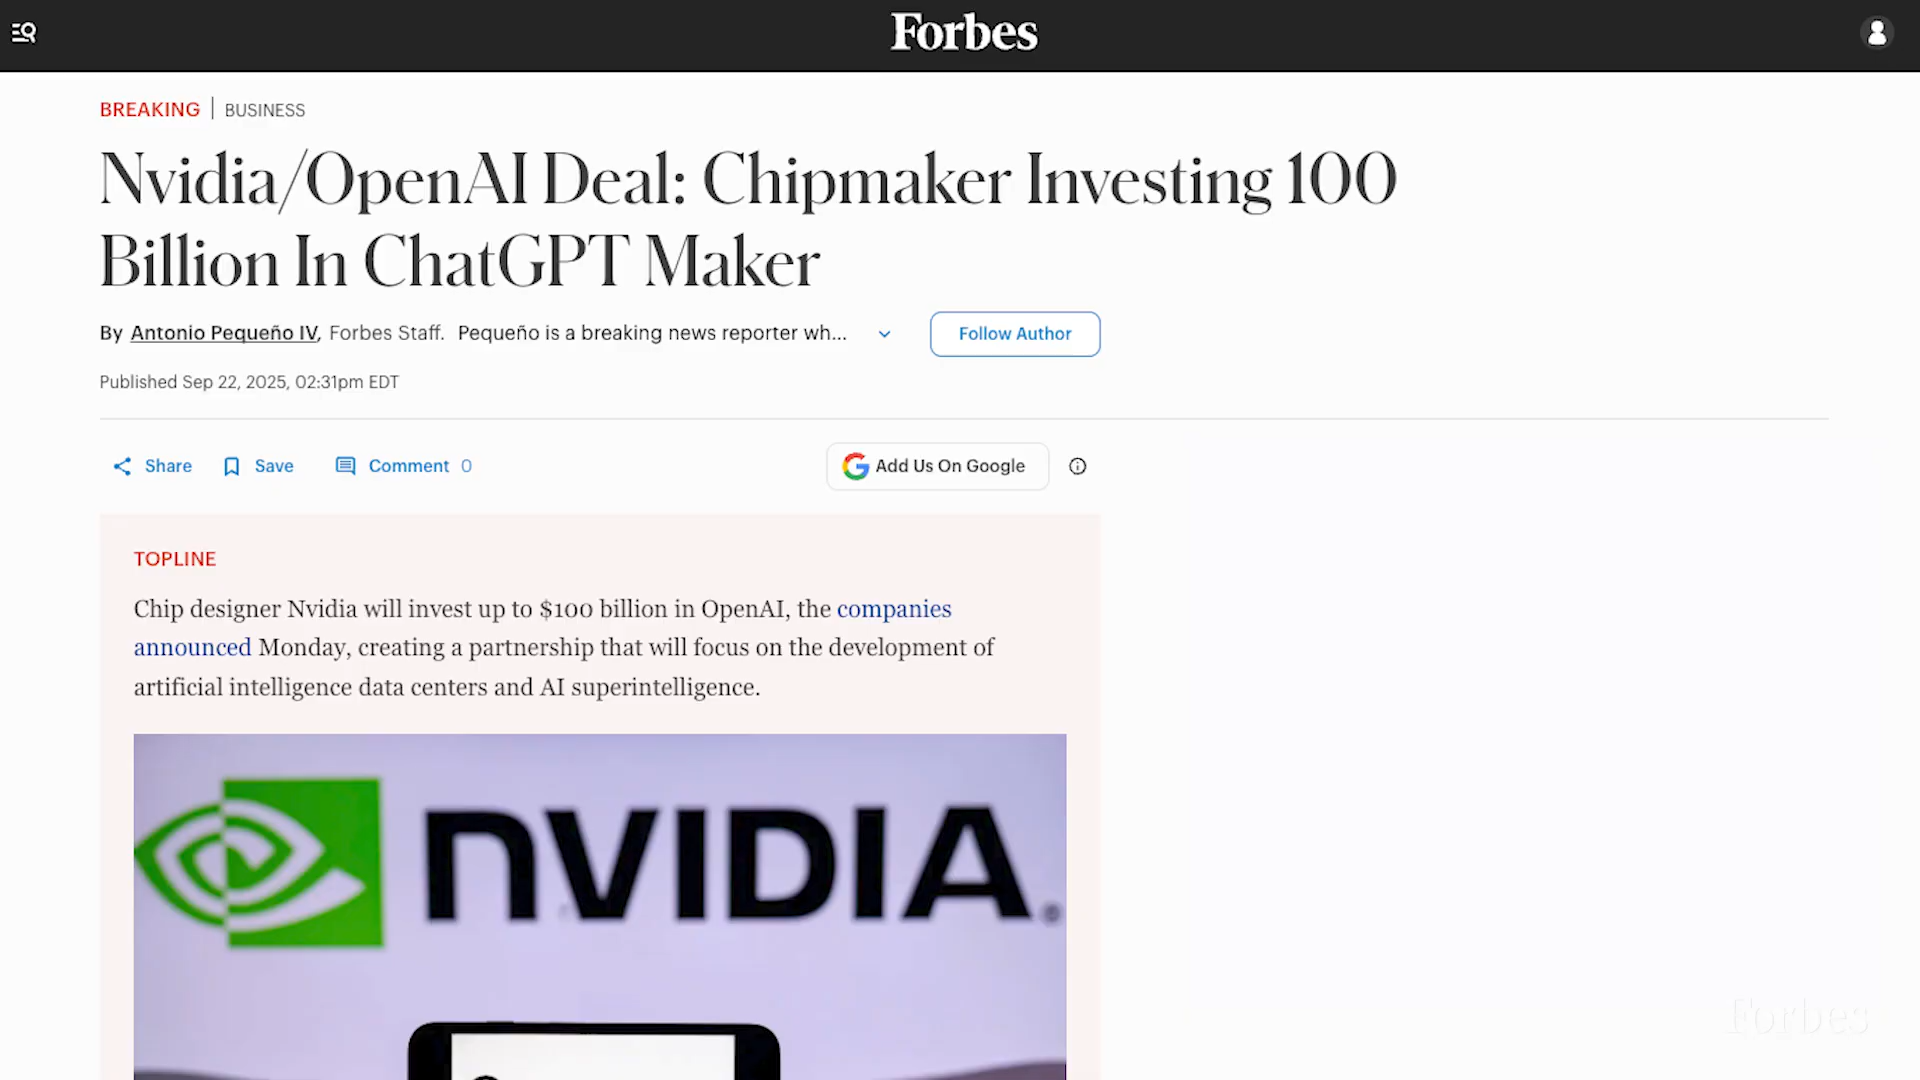 Forbes
BREAKING | BUSINESS
Nvidia/OpenAI Deal: Chipmaker Investing 100
Billion In ChatGPT Maker
By Antonio Pequeño IV, Forbes Staff. Pequeño is a breaking news reporter wh...
Follow Author
Published Sep 22, 2025, 02:31pm EDT
Share Save Comment 0
Add Us On Google
TOPLINE
Chip designer Nvidia will invest up to $100 billion in OpenAI, the companies
announced Monday, creating a partnership that will focus on the development of
artificial intelligence data centers and AI superintelligence.
NVIDIA®
Forbes